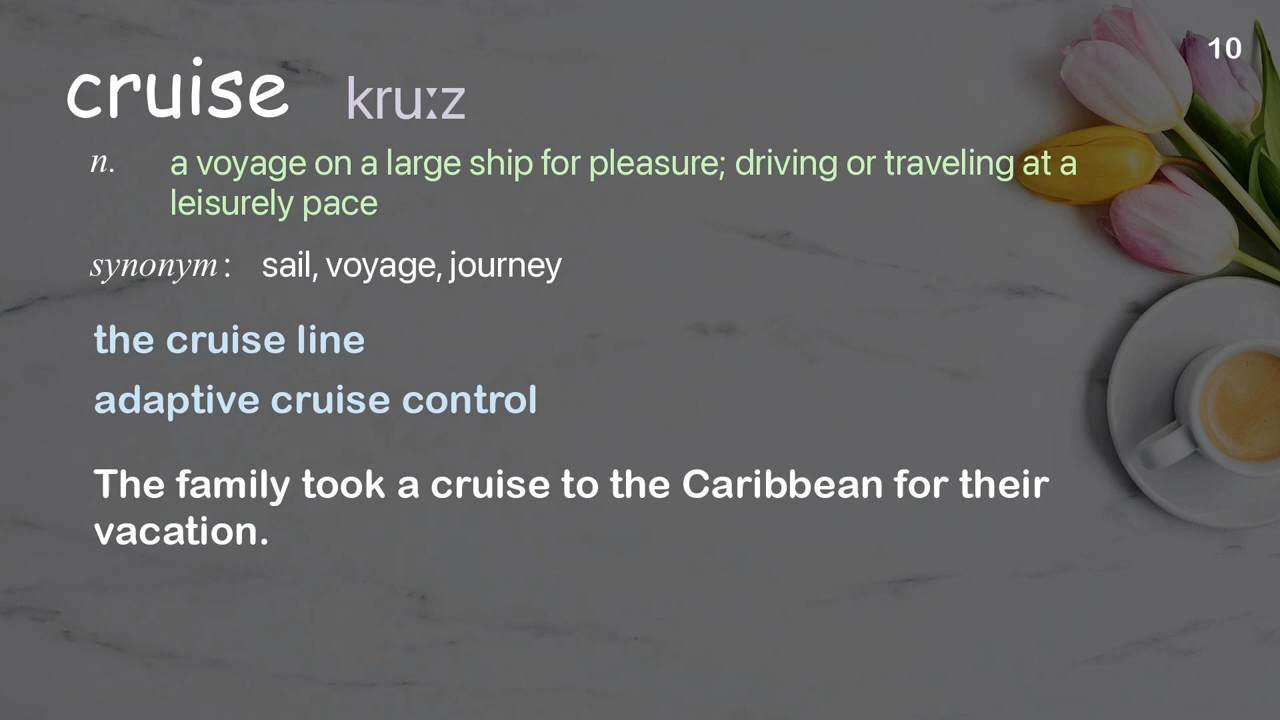 10
cruise kruːz
n. a voyage on a large ship for pleasure; driving or traveling at a
leisurely pace
synonym: sail, voyage, journey
the cruise line
adaptive cruise control
The family took a cruise to the Caribbean for their
vacation.